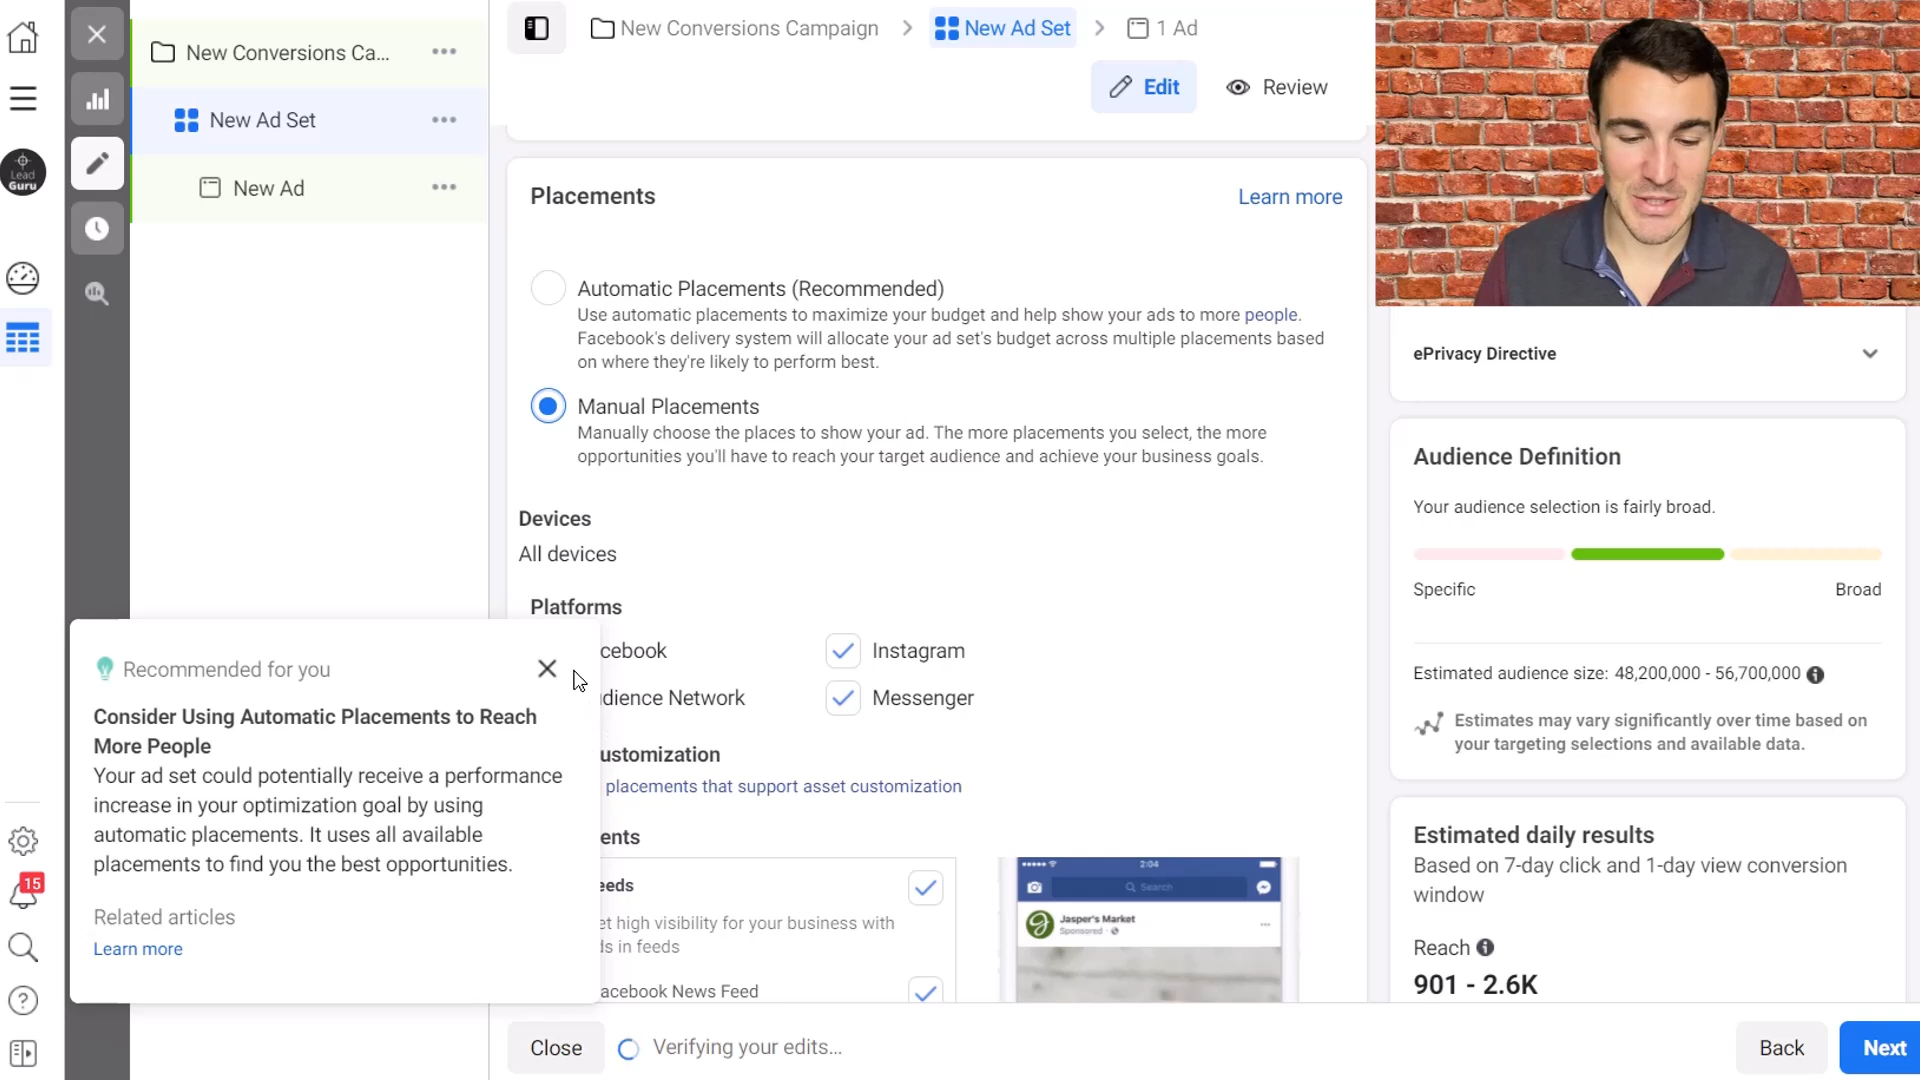 New Conversions Ca...
New Ad Set
New Ad
Lead
Guru
15
New Conversions Campaign
New Ad Set
1 Ad
Edit
Review
Placements
Learn more
Automatic Placements (Recommended)
Use automatic placements to maximize your budget and help show your ads to more people.
Facebook's delivery system will allocate your ad set's budget across multiple placements based
on where they're likely to perform best.
Manual Placements
Manually choose the places to show your ad. The more placements you select, the more
opportunities you'll have to reach your target audience and achieve your business goals.
Devices
All devices
Platforms
cebook
Instagram
dience Network
Messenger
ustomization
placements that support asset customization
ents
eeds
et high visibility for your business with
ds in feeds
acebook News Feed
2:04
Search
Jasper's Market
Sponsored
Recommended for you
Consider Using Automatic Placements to Reach
More People
Your ad set could potentially receive a performance
increase in your optimization goal by using
automatic placements. It uses all available
placements to find you the best opportunities.
Related articles
Learn more
Close
Verifying your edits...
Back
Next
ePrivacy Directive
Audience Definition
Your audience selection is fairly broad.
Specific
Broad
Estimated audience size: 48,200,000 - 56,700,000
Estimates may vary significantly over time based on
your targeting selections and available data.
Estimated daily results
Based on 7-day click and 1-day view conversion
window
Reach
901 - 2.6K